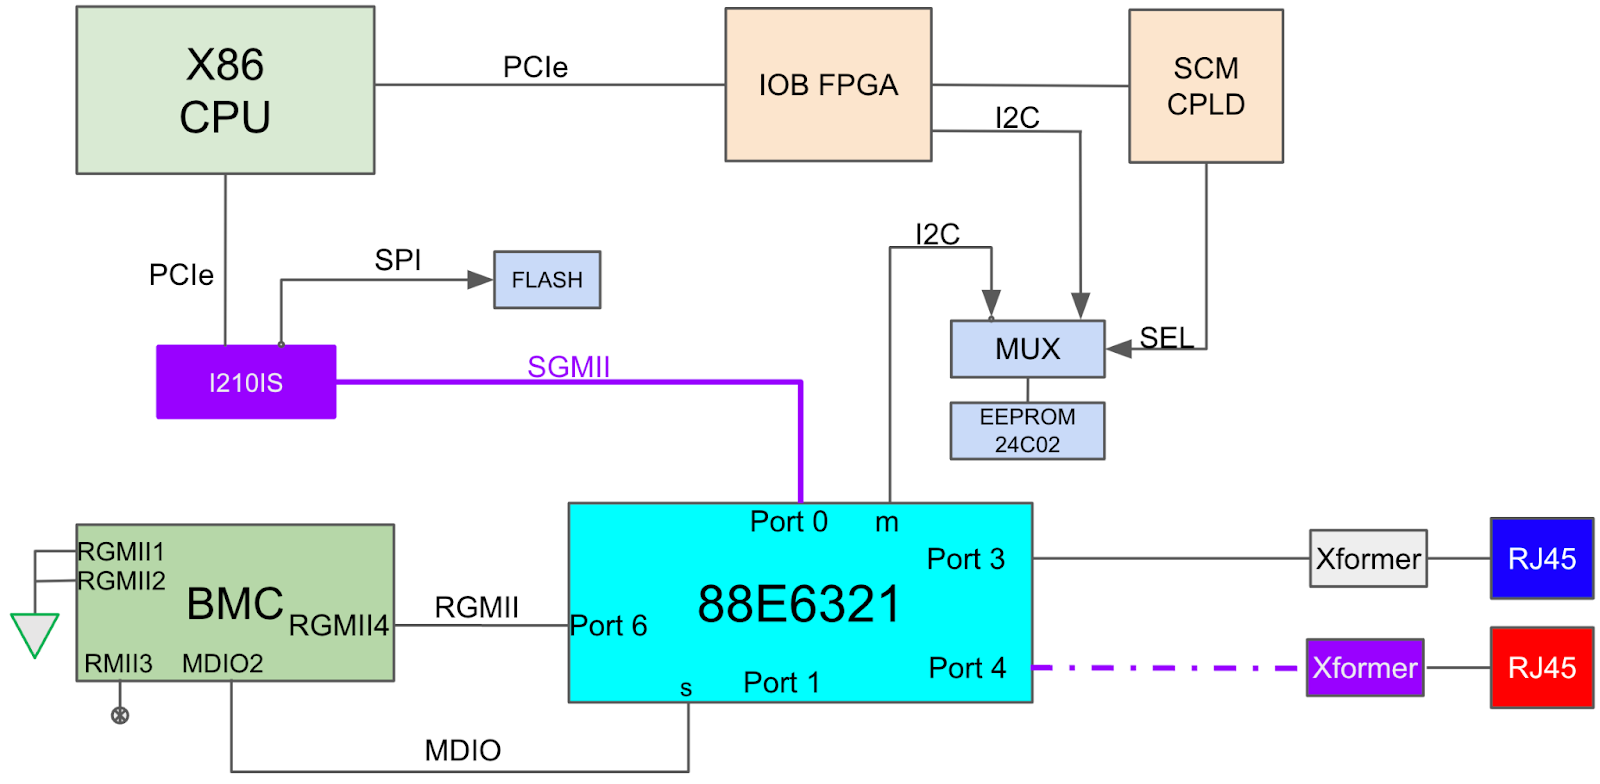 X86
CPU
PCIe
IOB FPGA
SCM
CPLD
I2C
I2C
SPI
PCIe
FLASH
SEL
MUX
SGMII
I210IS
EEPROM
24C02
Port 0
m
RGMII1
RGMII2
BMC
RGMII4
RMII3
MDIO2
RGMII
Port 6
88E6321
Port 3
Port 4
Port 1
s
Xformer
RJ45
Xformer
RJ45
MDIO